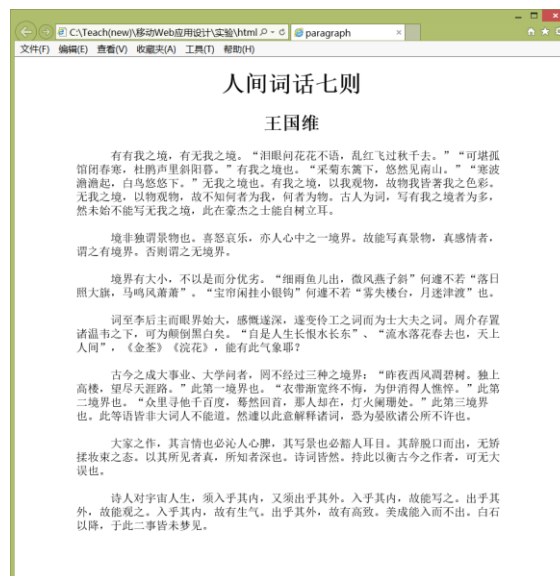 C:\Teach(new)\移动Web应用设计\实验\html
paragraph
文件(F) 编辑(E) 查看(V) 收藏夹(A) 工具(T) 帮助(H)
人间词话七则
王国维
有有我之境，有无我之境。“泪眼问花花不语，乱红飞过秋千去。”“可堪孤
馆闭春寒，杜鹃声里斜阳暮。”有我之境也。“采菊东篱下，悠然见南山。”“寒波
澹澹起，白鸟悠悠下。”无我之境也。有我之境，以我观物，故物我皆著我之色彩。
无我之境，以物观物，故不知何者为我，何者为物。古人为词，写有我之境者为多，
然未始不能写无我之境，此在豪杰之士能自树立耳。
境非独谓景物也。喜怒哀乐，亦人心中之一境界。故能写真景物，真感情者，
谓之有境界。否则谓之无境界。
境界有大小，不以是而分优劣。“细雨鱼儿出，微风燕子斜”何遽不若“落日
照大旗，马鸣风萧萧”。“宝帘闲挂小银钩”何遽不若“雾失楼台，月迷津渡”也。
词至李后主而眼界始大，感慨遂深，遂变伶工之词而为士大夫之词。周介存置
诸温韦之下，可为颠倒黑白矣。“自是人生长恨水长东”、“流水落花春去也，天上
人间”，《金荃》《浣花》，能有此气象耶？
古今之成大事业、大学问者，罔不经过三种之境界：“昨夜西风凋碧树。独上
高楼，望尽天涯路。”此第一境界也。“衣带渐宽终不悔，为伊消得人憔悴。”此第
二境界也。“众里寻他千百度，蓦然回首，那人却在，灯火阑珊处。”此第三境界
也。此等语皆非大词人不能道。然遽以此意解释诸词，恐为晏欧诸公所不许也。
大家之作，其言情也必沁人心脾，其写景也必豁人耳目。其辞脱口而出，无矫
揉妆束之态。以其所见者真，所知者深也。诗词皆然。持此以衡古今之作者，可无大
误也。
诗人对宇宙人生，须入乎其内，又须出乎其外。入乎其内，故能写之。出乎其
外，故能观之。入乎其内，故有生气。出乎其外，故有高致。美成能入而不出。白石
以降，于此二事皆未梦见。